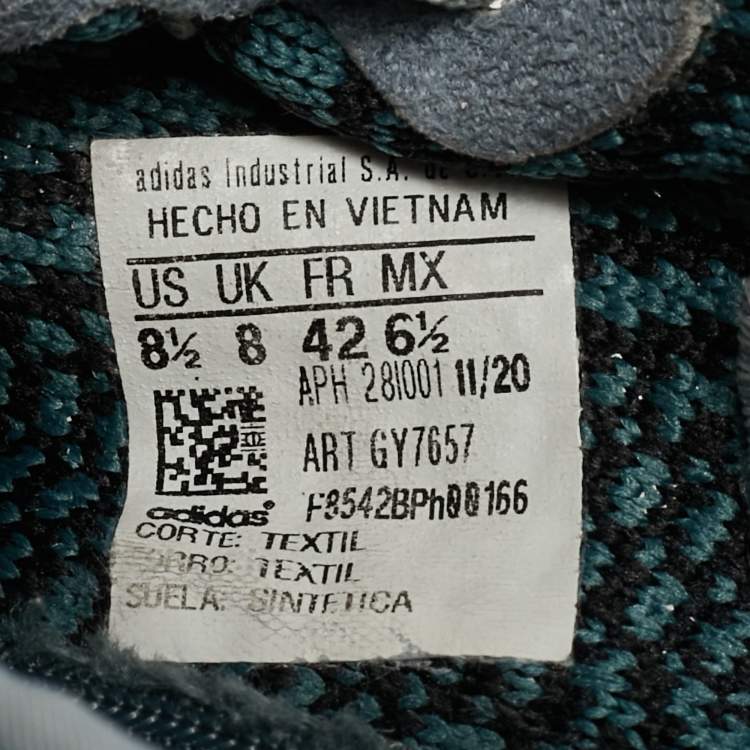 adidas Industrial S.A. de
HECHO EN VIETNAM
US UK FR MX
8½ 8 42 6½
APH 28I001 11/20
ART GY7657
F8542BPh00166
adidas®
CORTE: TEXTIL
FORRO: TEXTIL
SUELA: SINTETICA